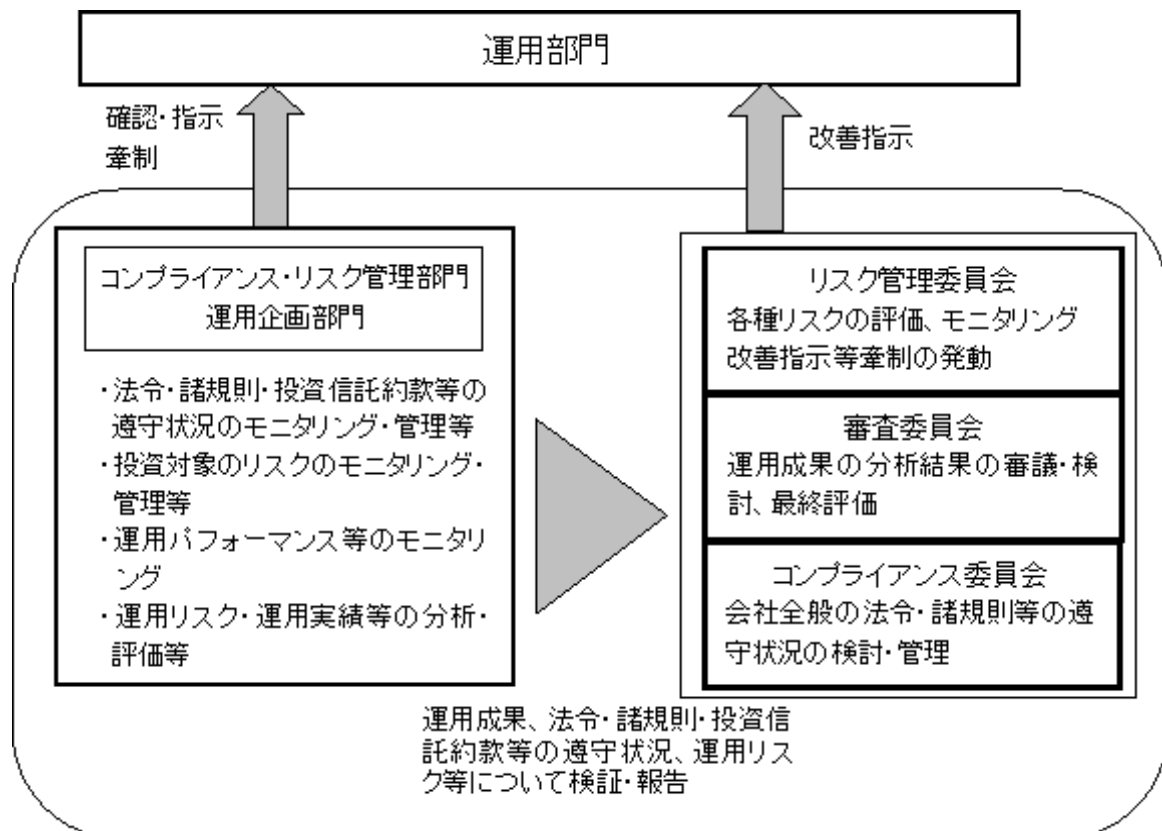 運用部門
確認・指示
牽制
改善指示
コンプライアンス・リスク管理部門
運用企画部門
・法令・諸規則・投資信託約款等の
遵守状況のモニタリング・管理等
・投資対象のリスクのモニタリング・
管理等
・運用パフォーマンス等のモニタリ
ング
・運用リスク・運用実績等の分析・
評価等
リスク管理委員会
各種リスクの評価、モニタリング
改善指示等牽制の発動
審査委員会
運用成果の分析結果の審議・検
討、最終評価
コンプライアンス委員会
会社全般の法令・諸規則等の遵
守状況の検討・管理
運用成果、法令・諸規則・投資信
託約款等の遵守状況、運用リス
ク等について検証・報告